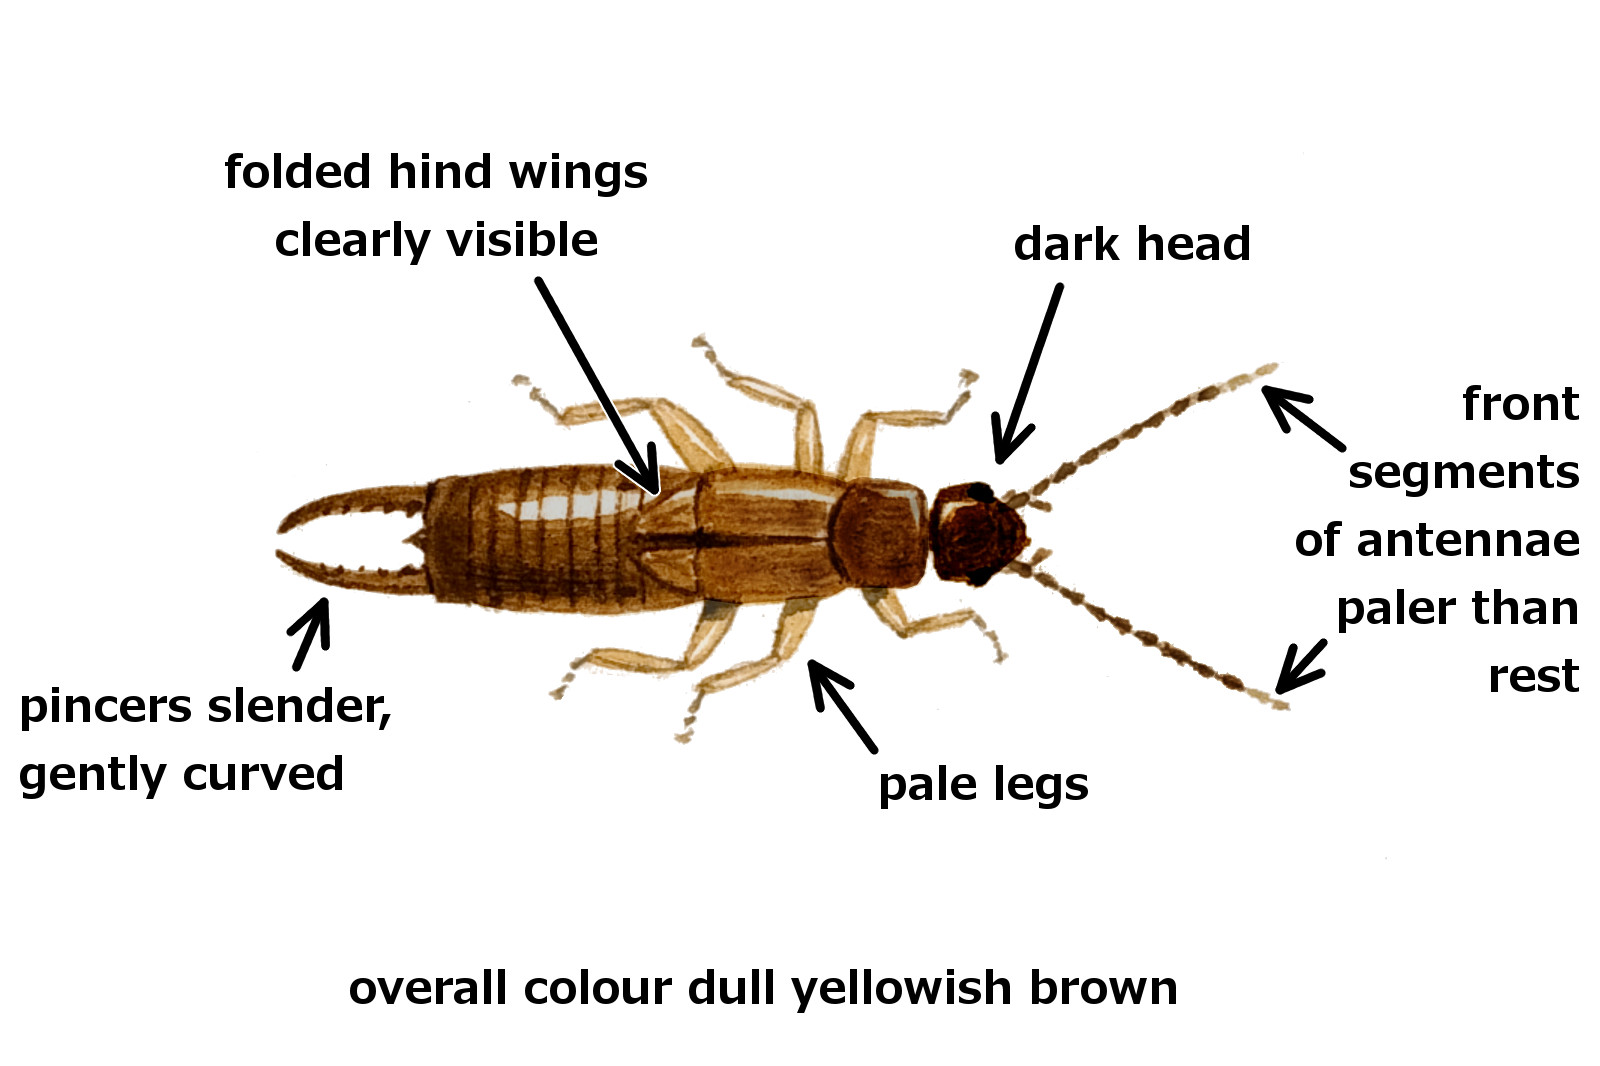 folded hind wings
clearly visible
dark head
front
segments
of antennae
paler than
rest
pincers slender,
gently curved
pale legs
overall colour dull yellowish brown